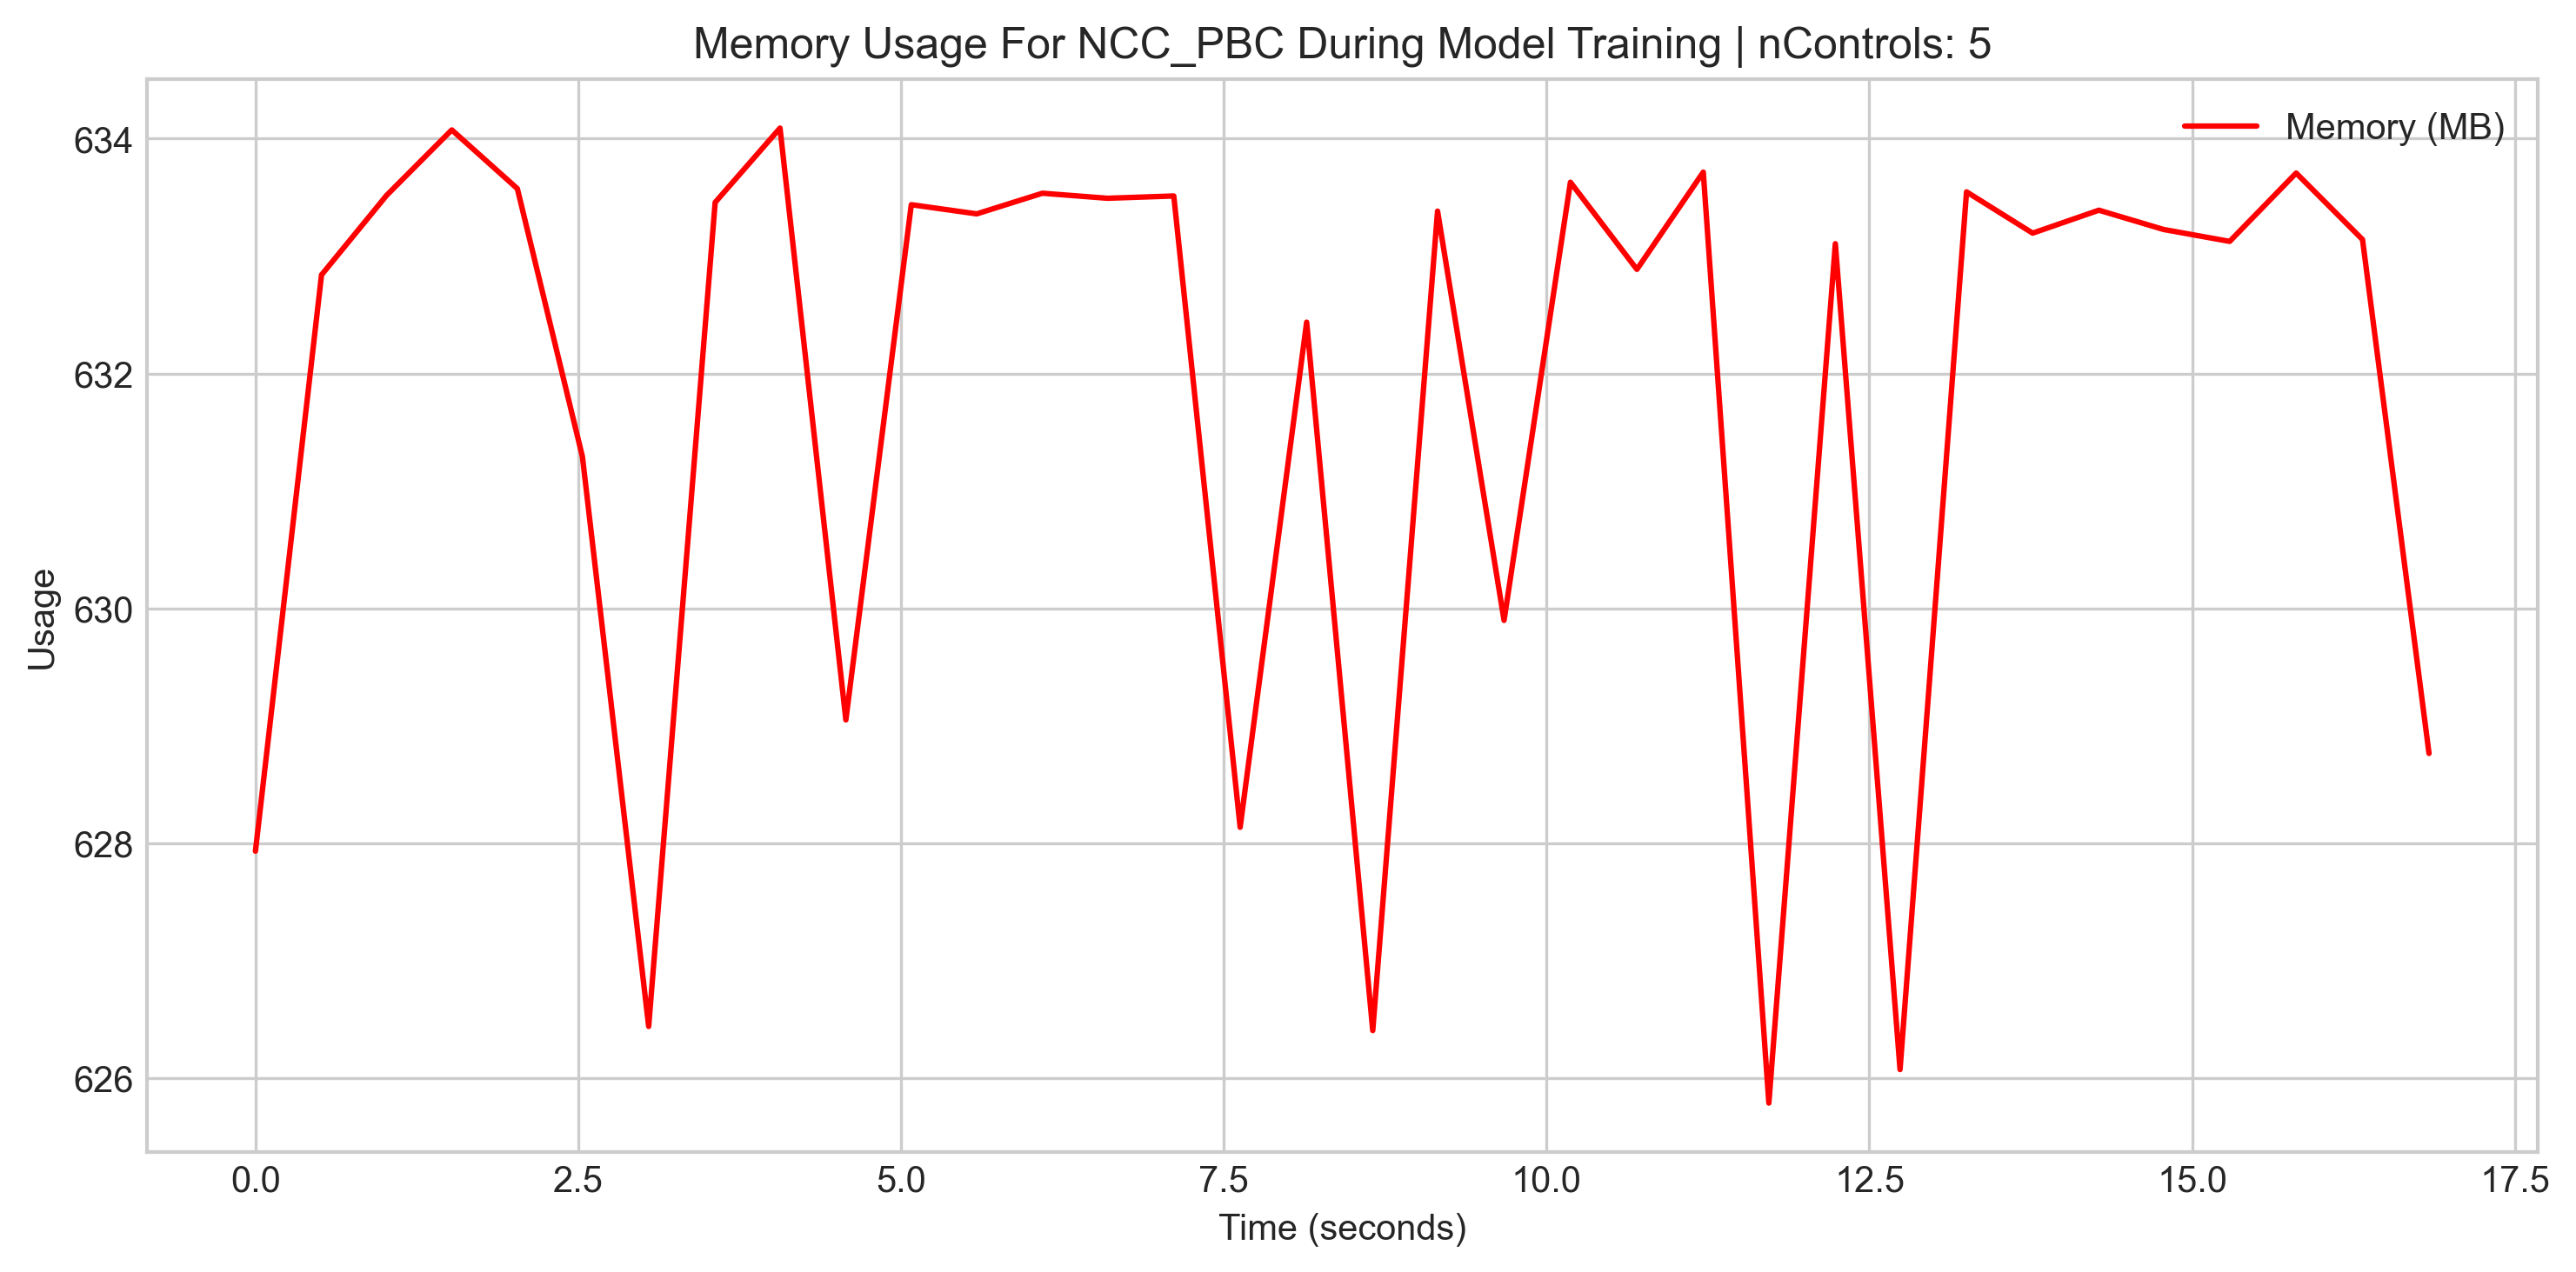 Memory Usage For NCC_PBC During Model Training | nControls: 5
Memory (MB)
634
632
630
628
626
Usage
0.0 2.5 5.0 7.5 10.0 12.5 15.0 17.5
Time (seconds)